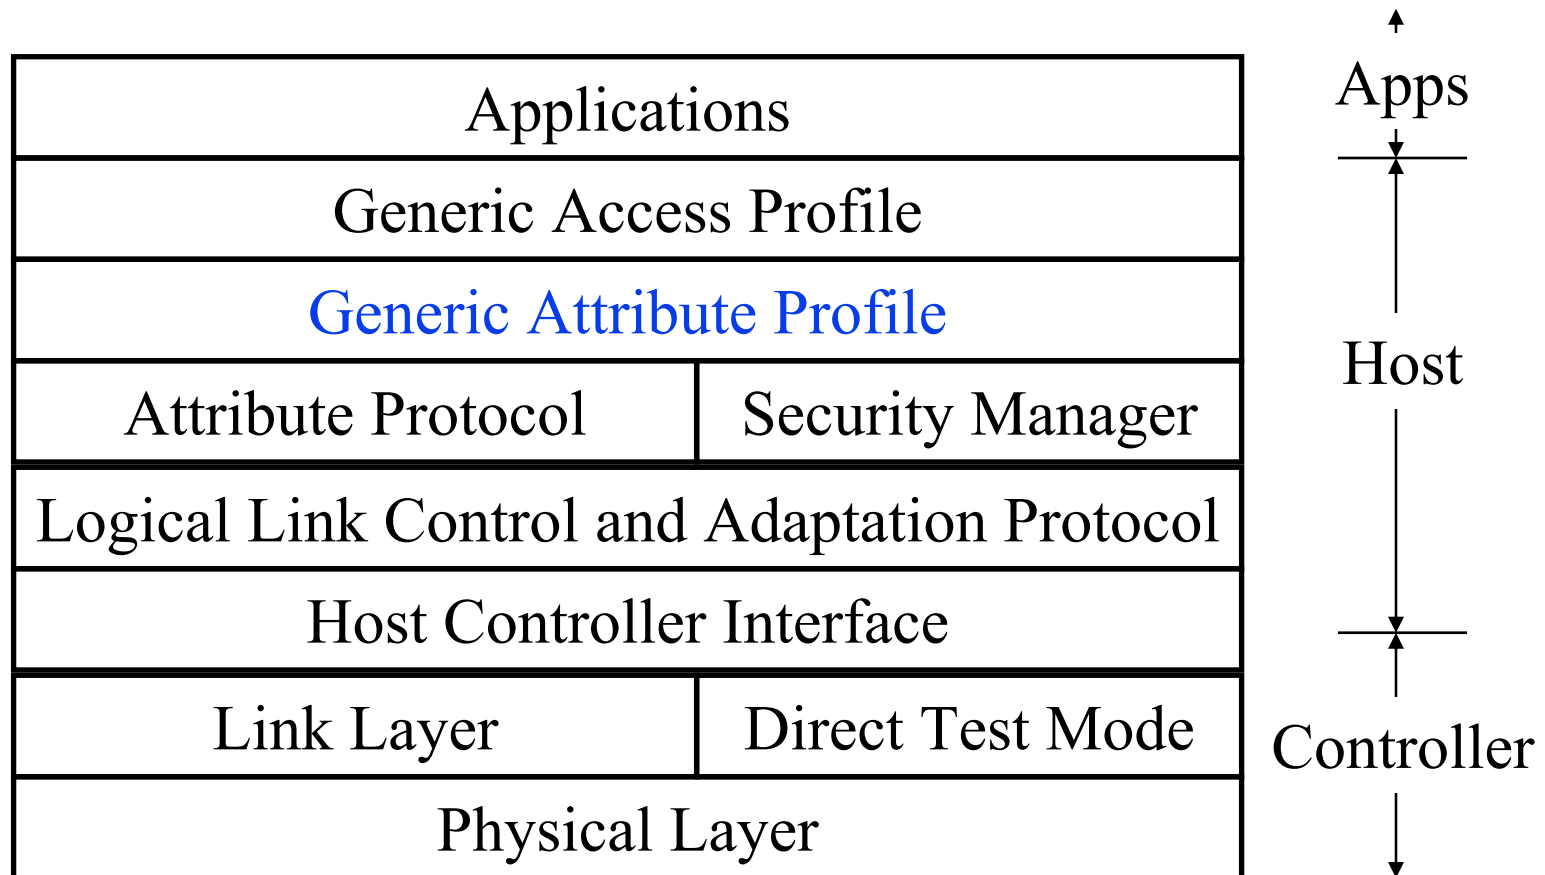 Applications
Generic Access Profile
Generic Attribute Profile
Attribute Protocol
Security Manager
Logical Link Control and Adaptation Protocol
Host Controller Interface
Link Layer
Direct Test Mode
Physical Layer
Apps
Host
Controller